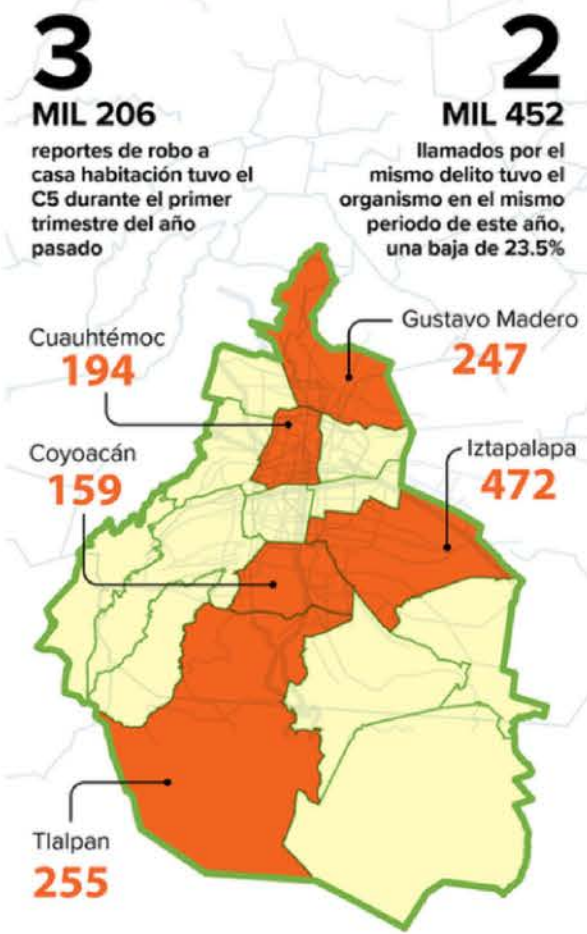 3
MIL 206
reportes de robo a
casa habitación tuvo el
C5 durante el primer
trimestre del año
pasado
2
MIL 452
llamados por el
mismo delito tuvo el
organismo en el mismo
periodo de este año,
una baja de 23.5%
Gustavo Madero
247
Cuauhtémoc
194
Iztapalapa
472
Coyoacán
159
Tlalpan
255